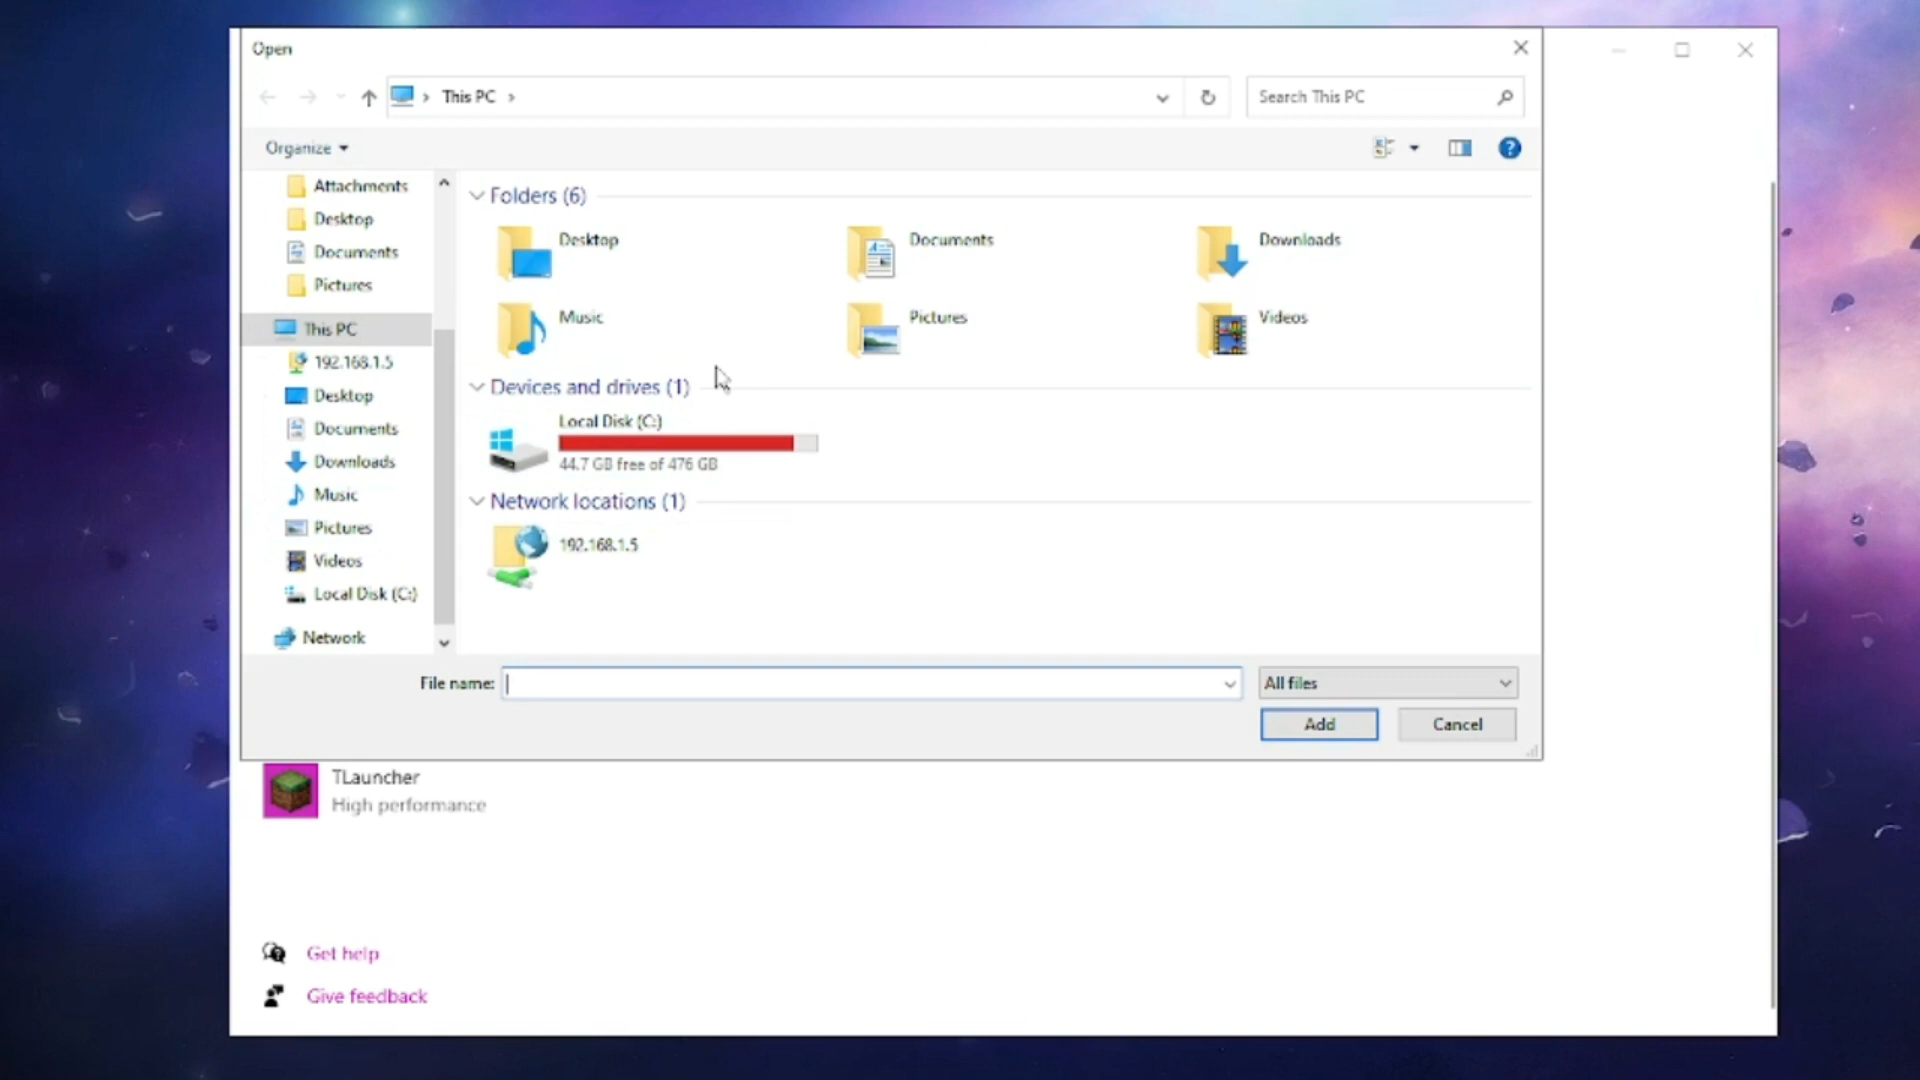 Open
This PC
Search This PC
Organize
Attachments
Desktop
Documents
Pictures
This PC
192.168.1.5
Desktop
Documents
Downloads
Music
Pictures
Videos
Local Disk (C:)
Network
Folders (6)
Desktop
Documents
Downloads
Music
Pictures
Videos
Devices and drives (1)
Local Disk (C:)
44.7 GB free of 476 GB
Network locations (1)
192.168.1.5
File name:
All files
Add
Cancel
TLauncher
High performance
Get help
Give feedback